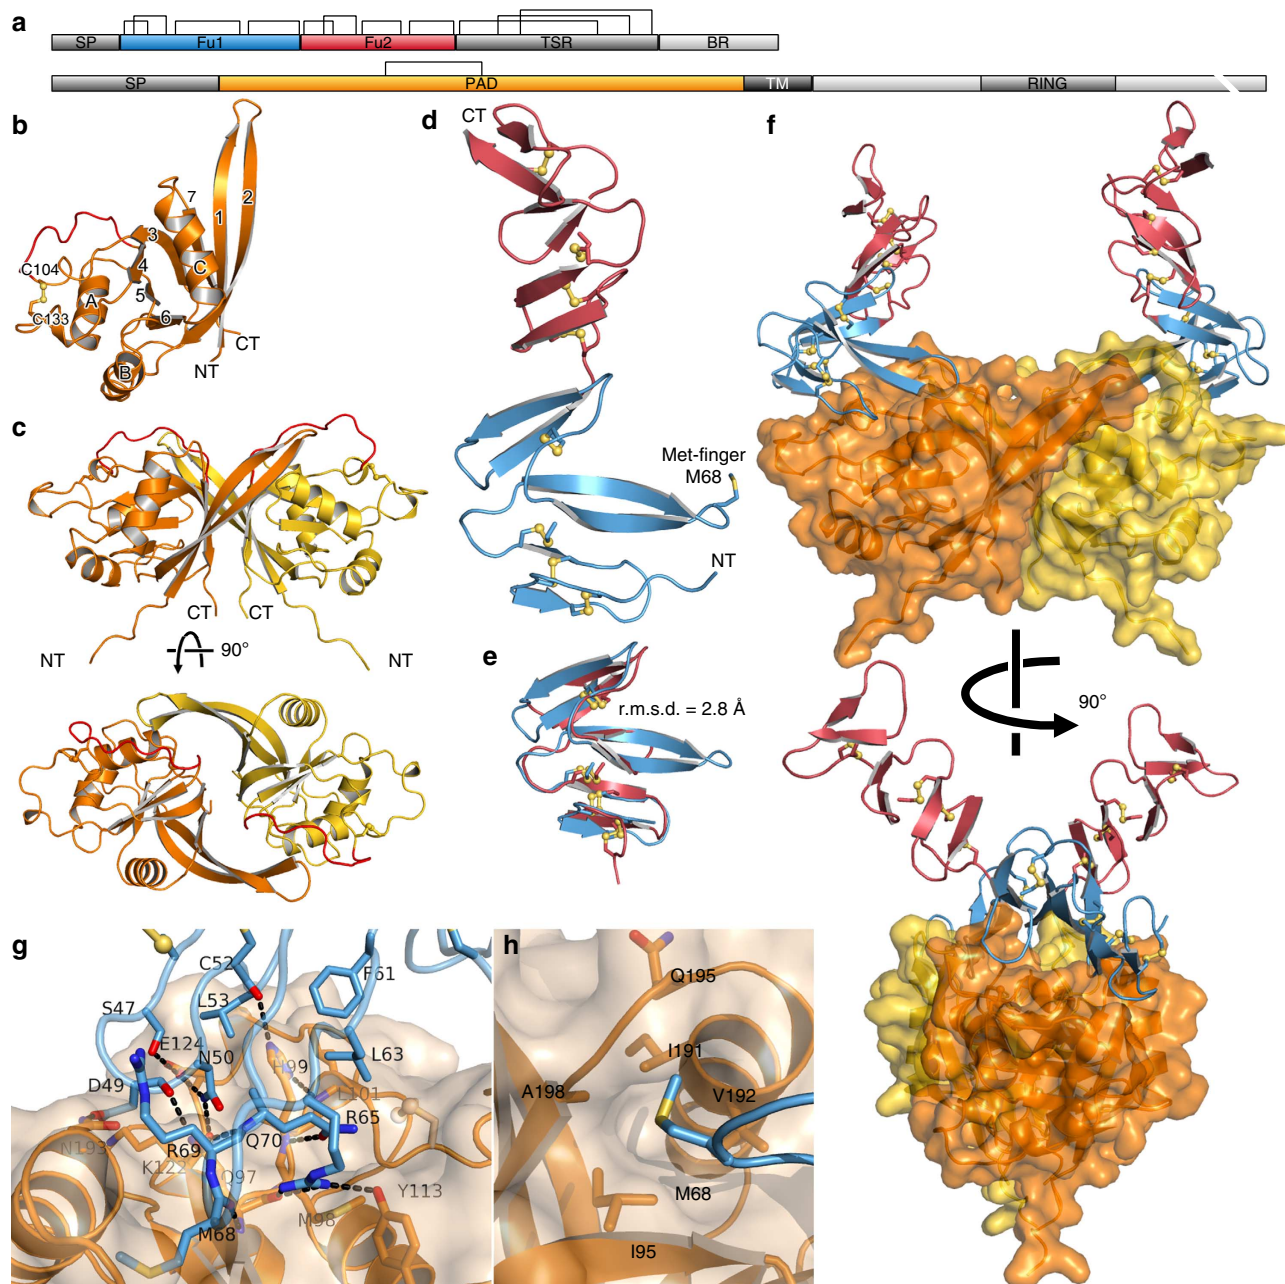 a
SP Fu1 Fu2 TSR BR
SP PAD TM RING
b
7
1
2
3
4
C
C104
A
5
C133
6
CT
B
NT
c
CT CT
NT 90° NT
d
CT
Met-finger
M68
NT
e
r.m.s.d. = 2.8 Å
f
90°
g
C52
F61
L53
S47
E124
N50
H99
L63
D49
L101
R65
N193
R69
Q70
K122
Q97
Y113
M98
M68
h
Q195
I191
A198
V192
M68
I95